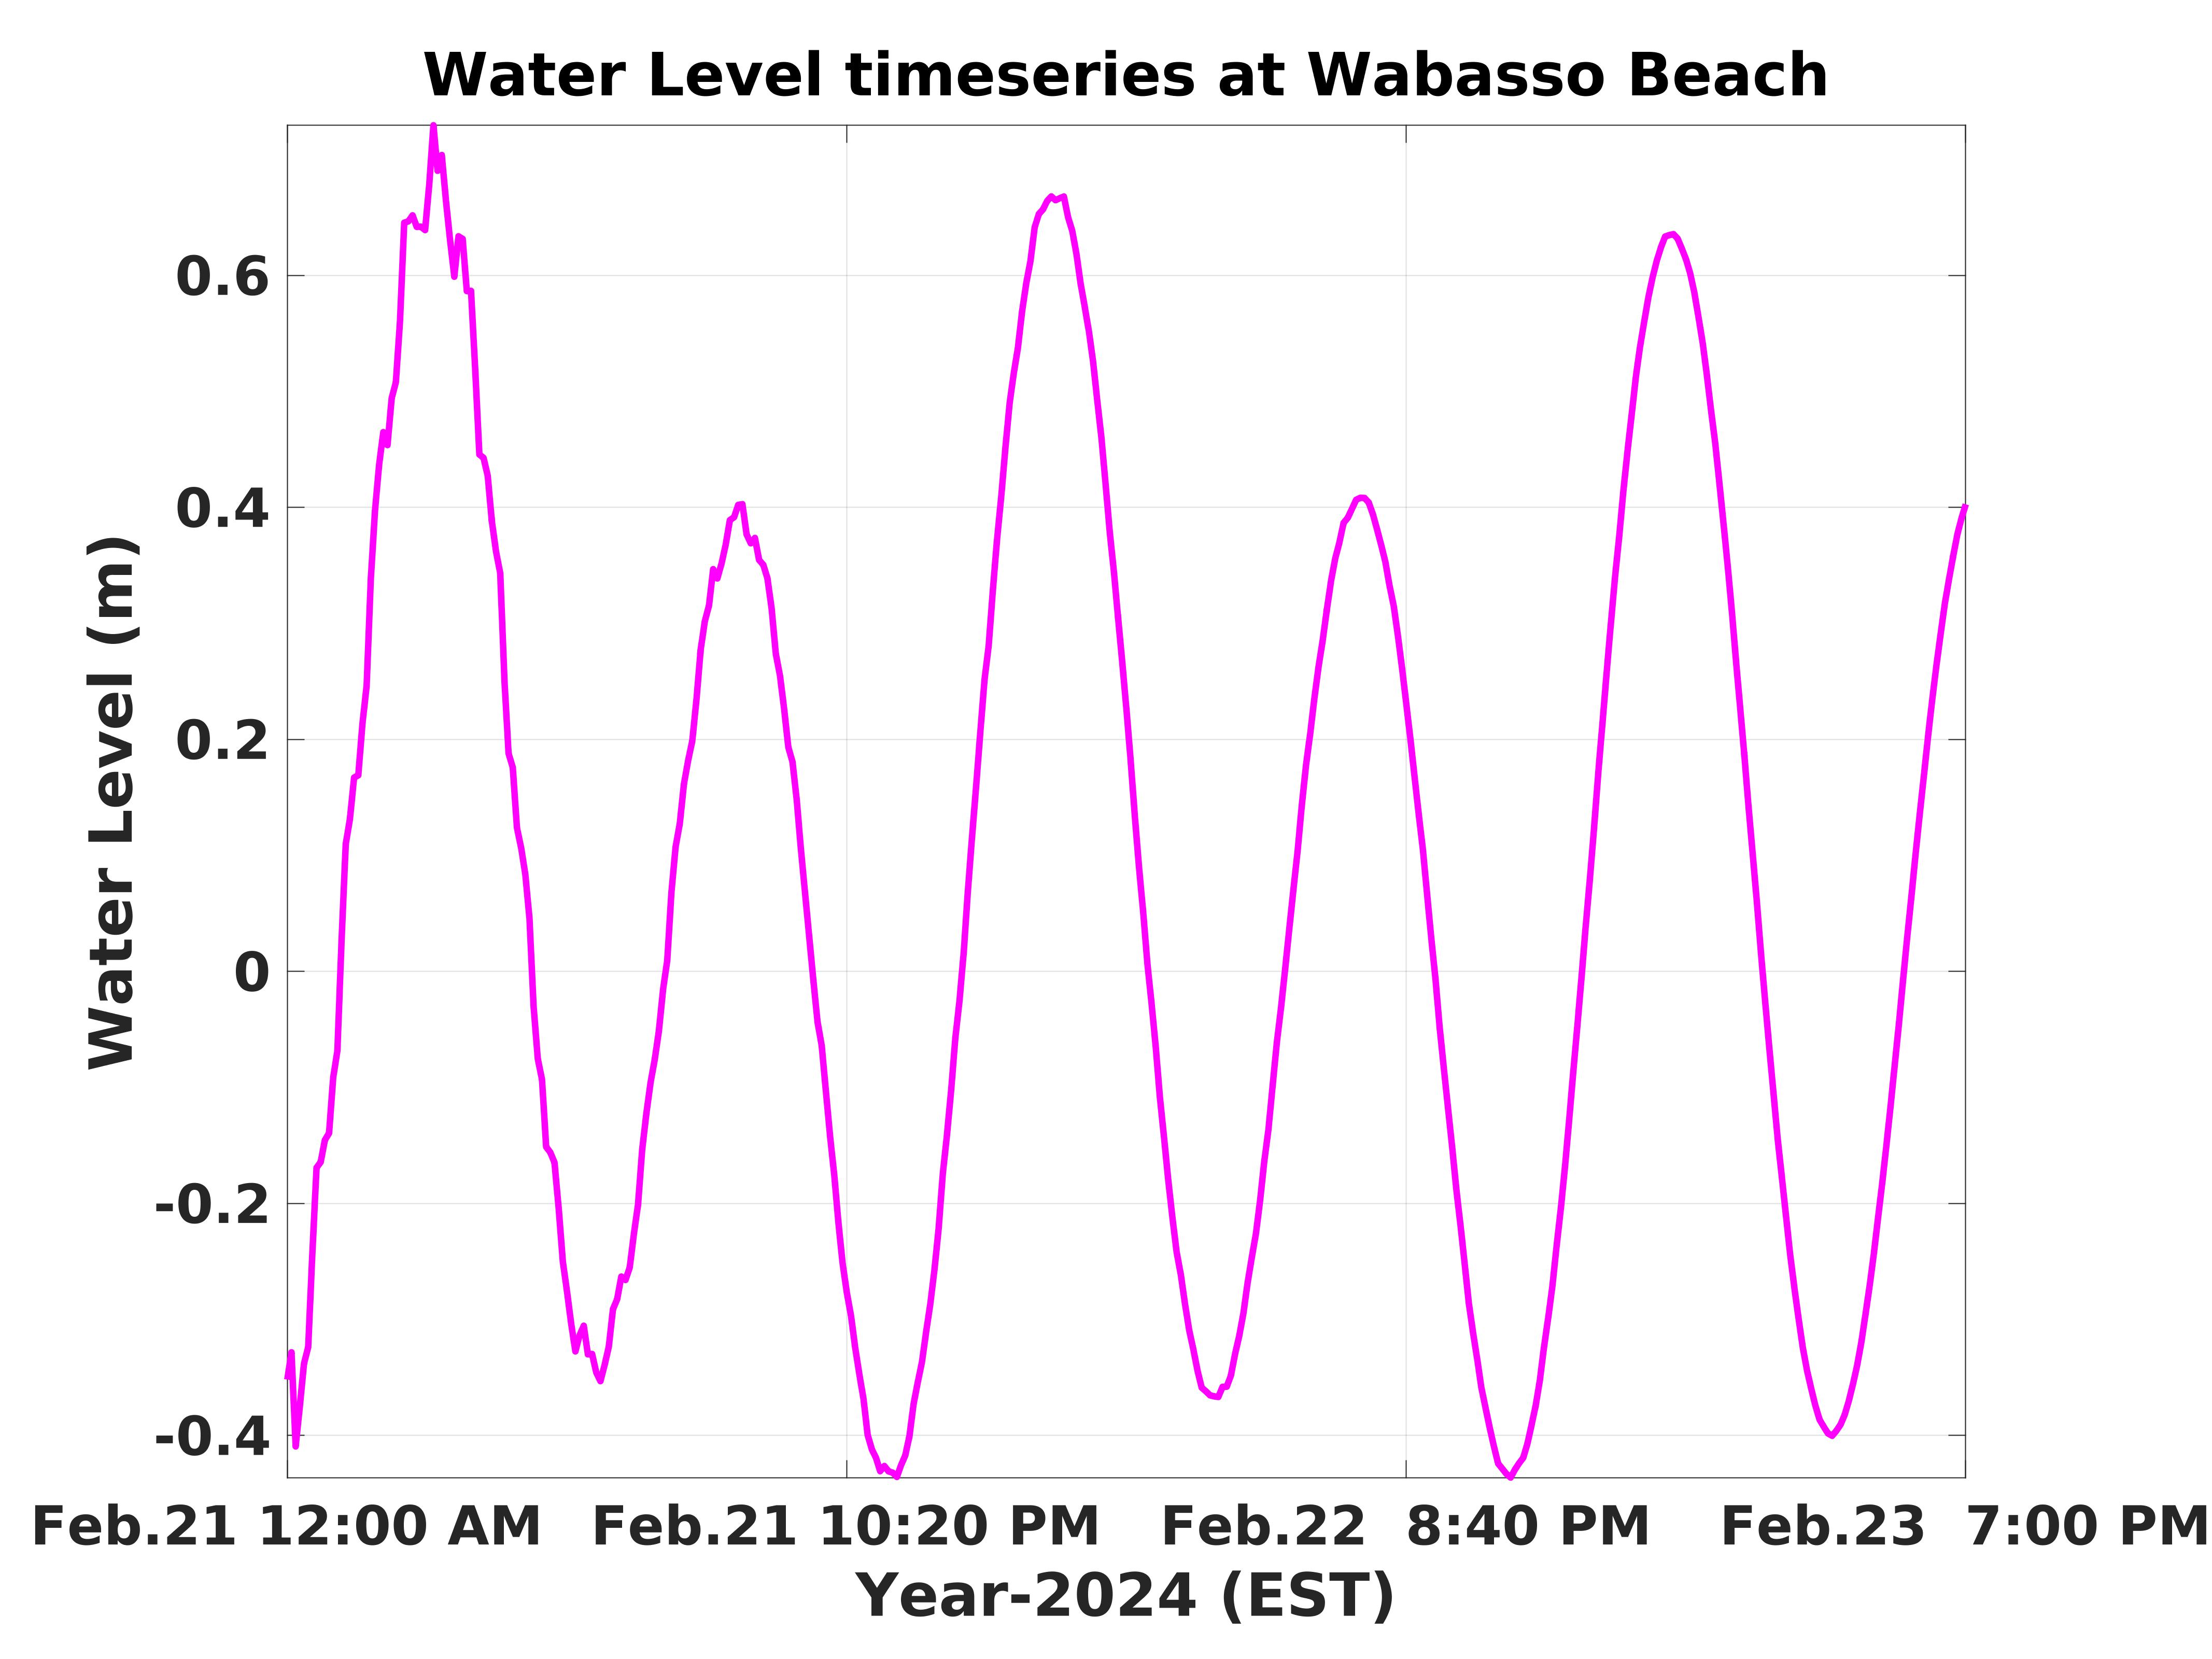 Water Level timeseries at Wabasso Beach
Water Level (m)
0.6
0.4
0.2
0
-0.2
-0.4
Feb.21 12:00 AM Feb.21 10:20 PM Feb.22 8:40 PM Feb.23 7:00 PM
Year-2024 (EST)